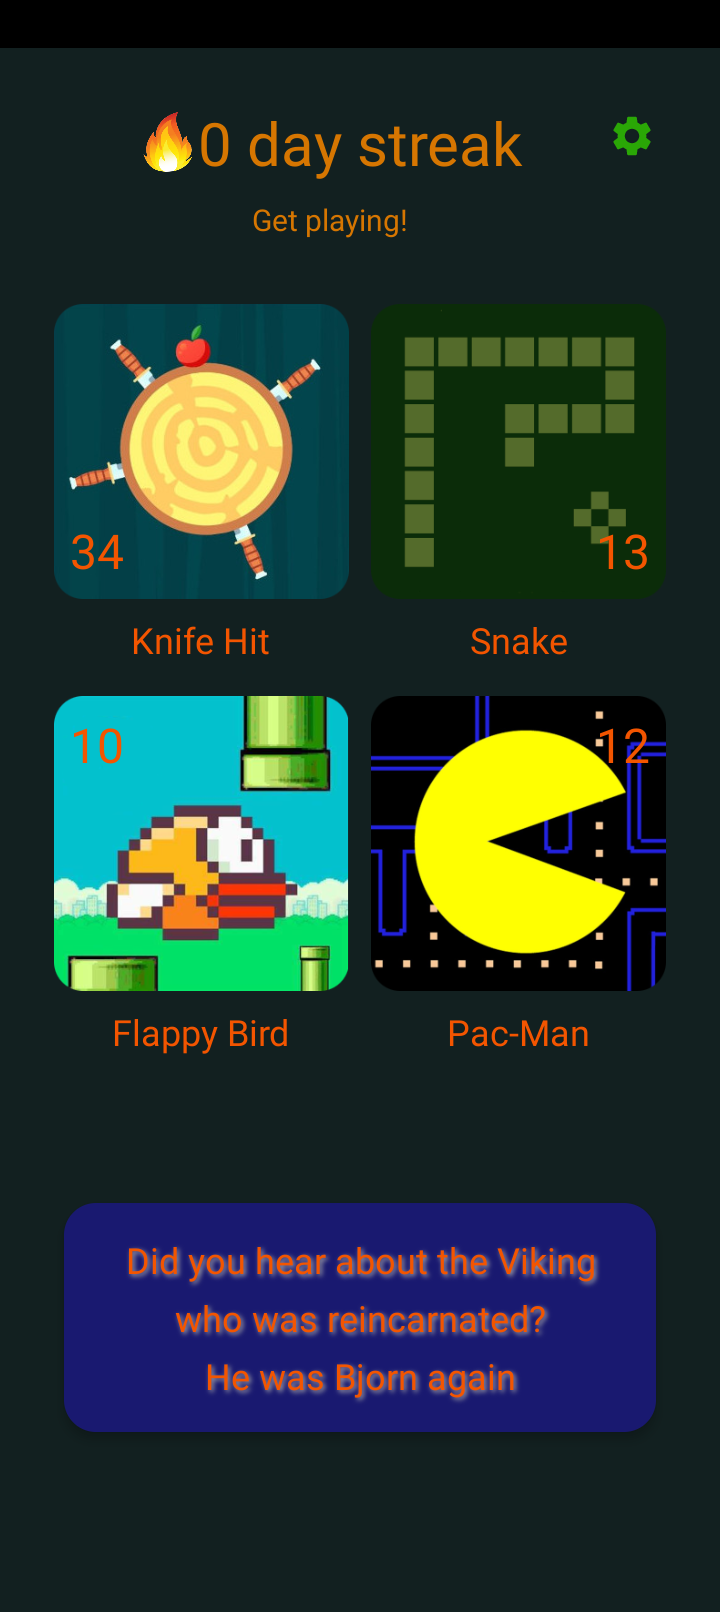 🔥0 day streak
Get playing!
34
13
Knife Hit
Snake
10
12
Flappy Bird
Pac-Man
Did you hear about the Viking
who was reincarnated?
He was Bjorn again